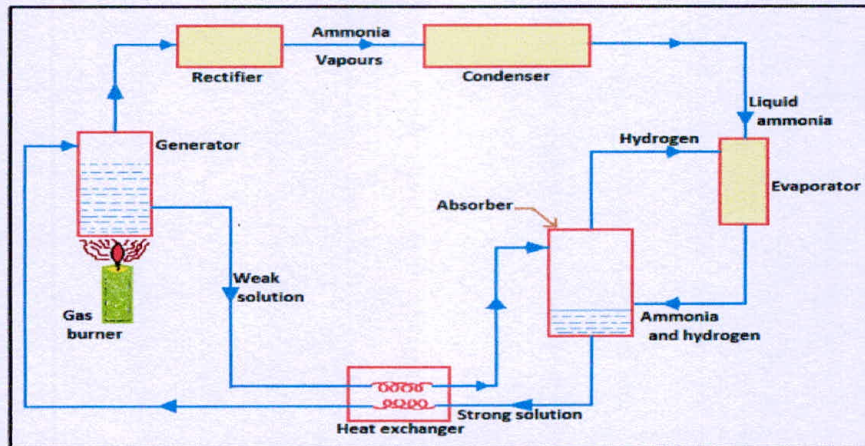 Ammonia
Vapours
Rectifier
Condenser
Liquid
ammonia
Generator
Hydrogen
Evaporator
Absorber
Weak
solution
Gas
burner
Ammonia
and hydrogen
Strong solution
Heat exchanger